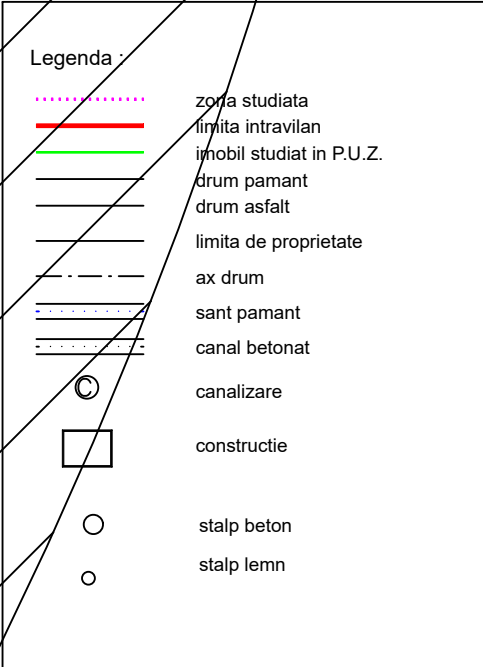 Legenda :
zona studiata
limita intravilan
imobil studiat in P.U.Z.
drum pamant
drum asfalt
limita de proprietate
ax drum
sant pamant
canal betonat
C canalizare
constructie
stalp beton
stalp lemn